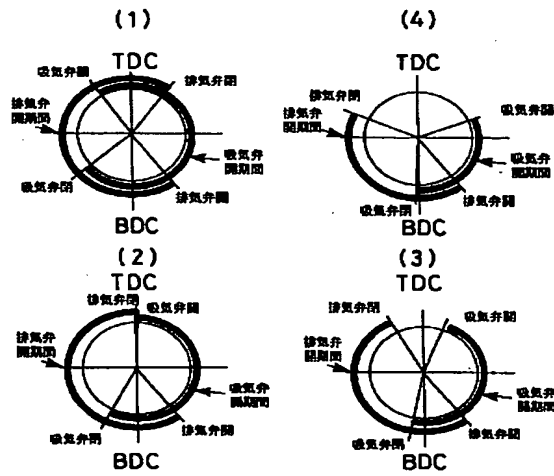 (1)
TDC
吸気弁開
排気弁閉
排気弁
開期間
吸気弁
開期間
吸気弁閉
排気弁開
BDC
(4)
TDC
排気弁閉
吸気弁開
排気弁
開期間
吸気弁
開期間
吸気弁閉
排気弁開
BDC
(2)
TDC
排気弁閉
吸気弁開
排気弁
開期間
吸気弁
開期間
吸気弁閉
排気弁開
BDC
(3)
TDC
排気弁閉
吸気弁開
排気弁
開期間
吸気弁
開期間
吸気弁閉
排気弁開
BDC